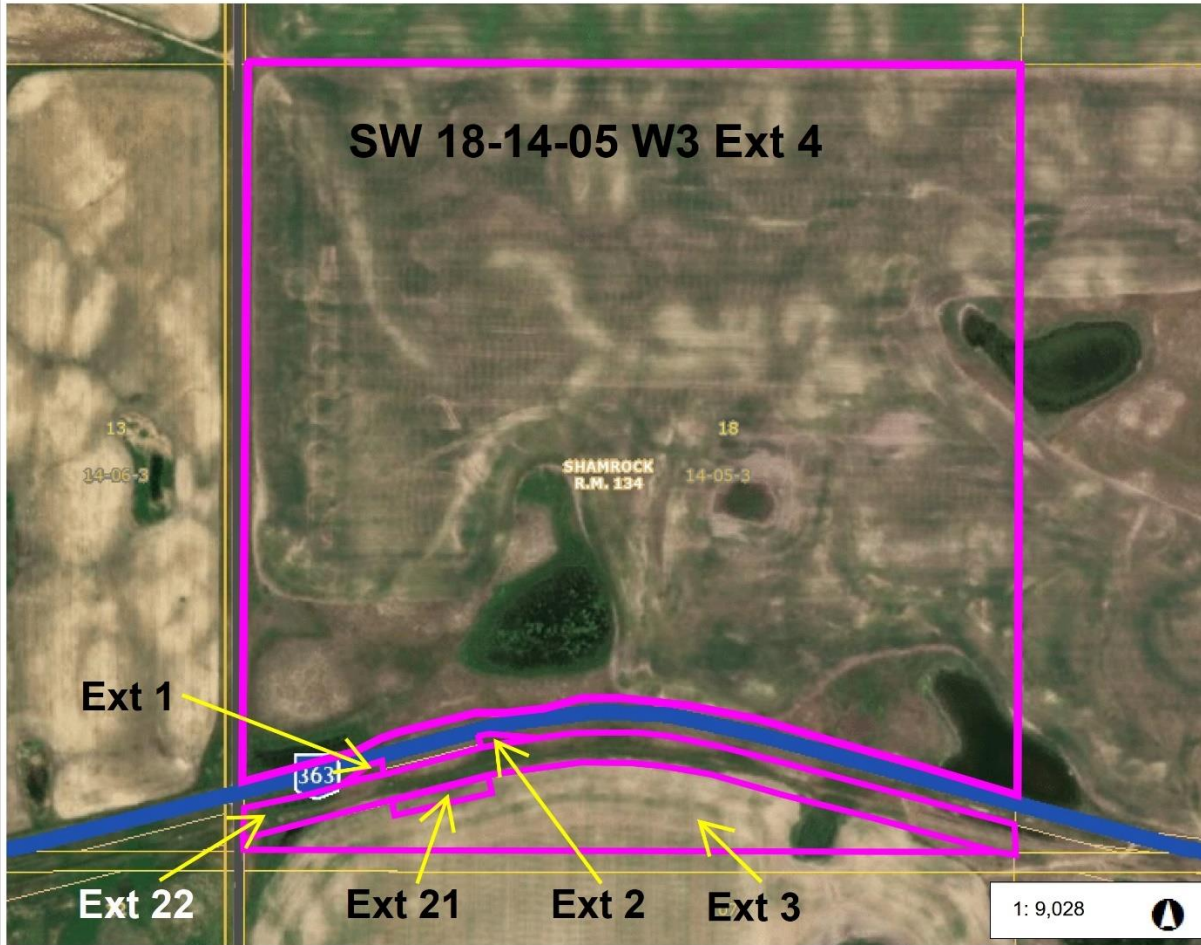 SW 18-14-05 W3 Ext 4
13
18
SHAMROCK
R.M. 134
14-06-3
14-05-3
Ext 1
363
Ext 22
Ext 21
Ext 2
Ext 3
1: 9,028